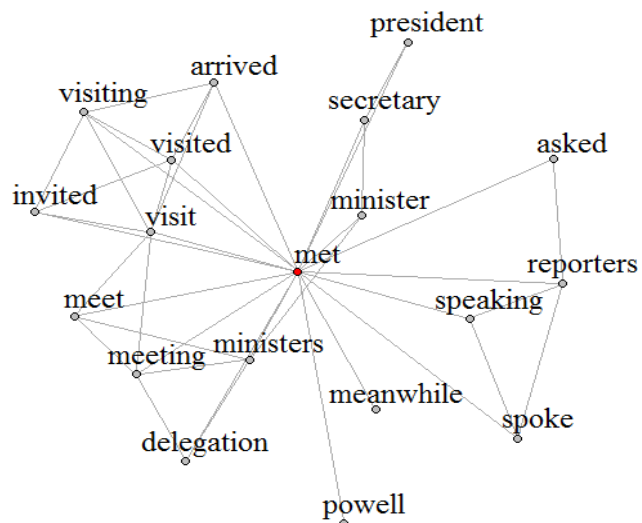 president
arrived
visiting
secretary
visited
asked
invited
minister
visit
met
reporters
meet
speaking
meeting
ministers
meanwhile
delegation
spoke
powell